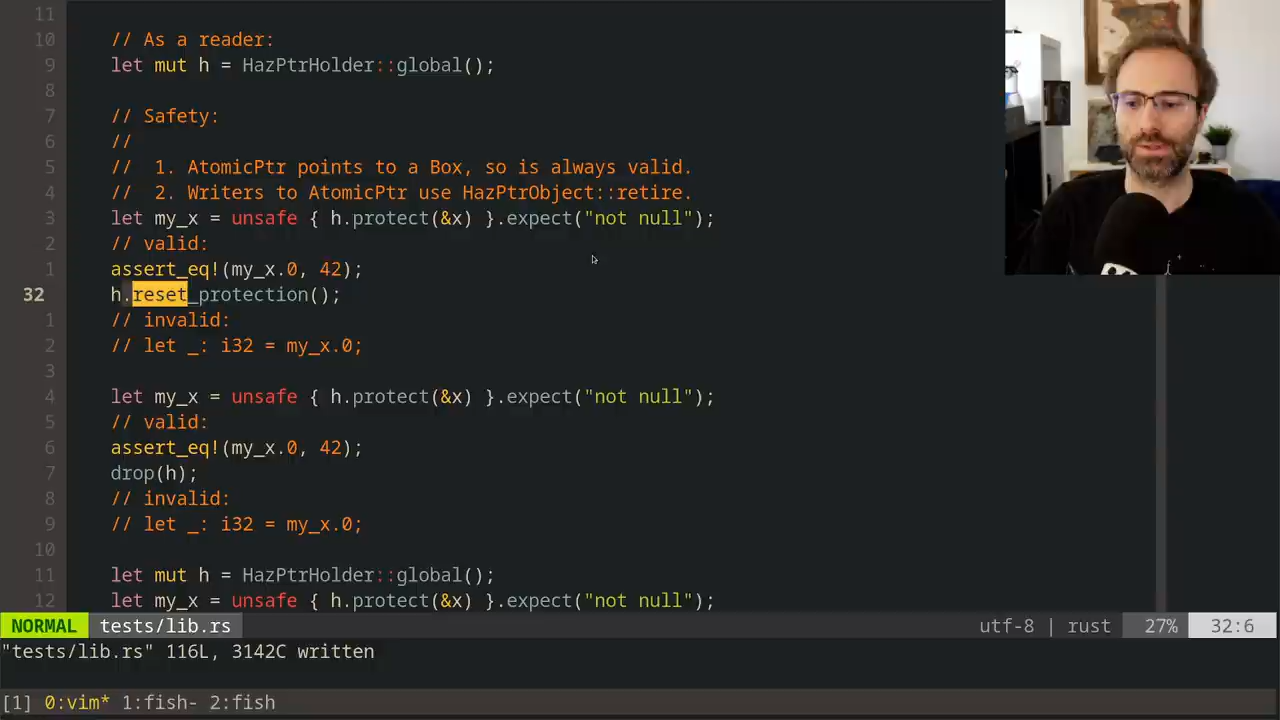 11
10 // As a reader:
9 let mut h = HazPtrHolder::global();
8
7 // Safety:
6 //
5 //  1. AtomicPtr points to a Box, so is always valid.
4 //  2. Writers to AtomicPtr use HazPtrObject::retire.
3 let my_x = unsafe { h.protect(&x) }.expect("not null");
2 // valid:
1 assert_eq!(my_x.0, 42);
32 h.reset_protection();
1 // invalid:
2 // let _: i32 = my_x.0;
3
4 let my_x = unsafe { h.protect(&x) }.expect("not null");
5 // valid:
6 assert_eq!(my_x.0, 42);
7 drop(h);
8 // invalid:
9 // let _: i32 = my_x.0;
10
11 let mut h = HazPtrHolder::global();
12 let my_x = unsafe { h.protect(&x) }.expect("not null");
NORMAL tests/lib.rs utf-8 | rust 27% 32:6
"tests/lib.rs" 116L, 3142C written
[1] 0:vim* 1:fish- 2:fish